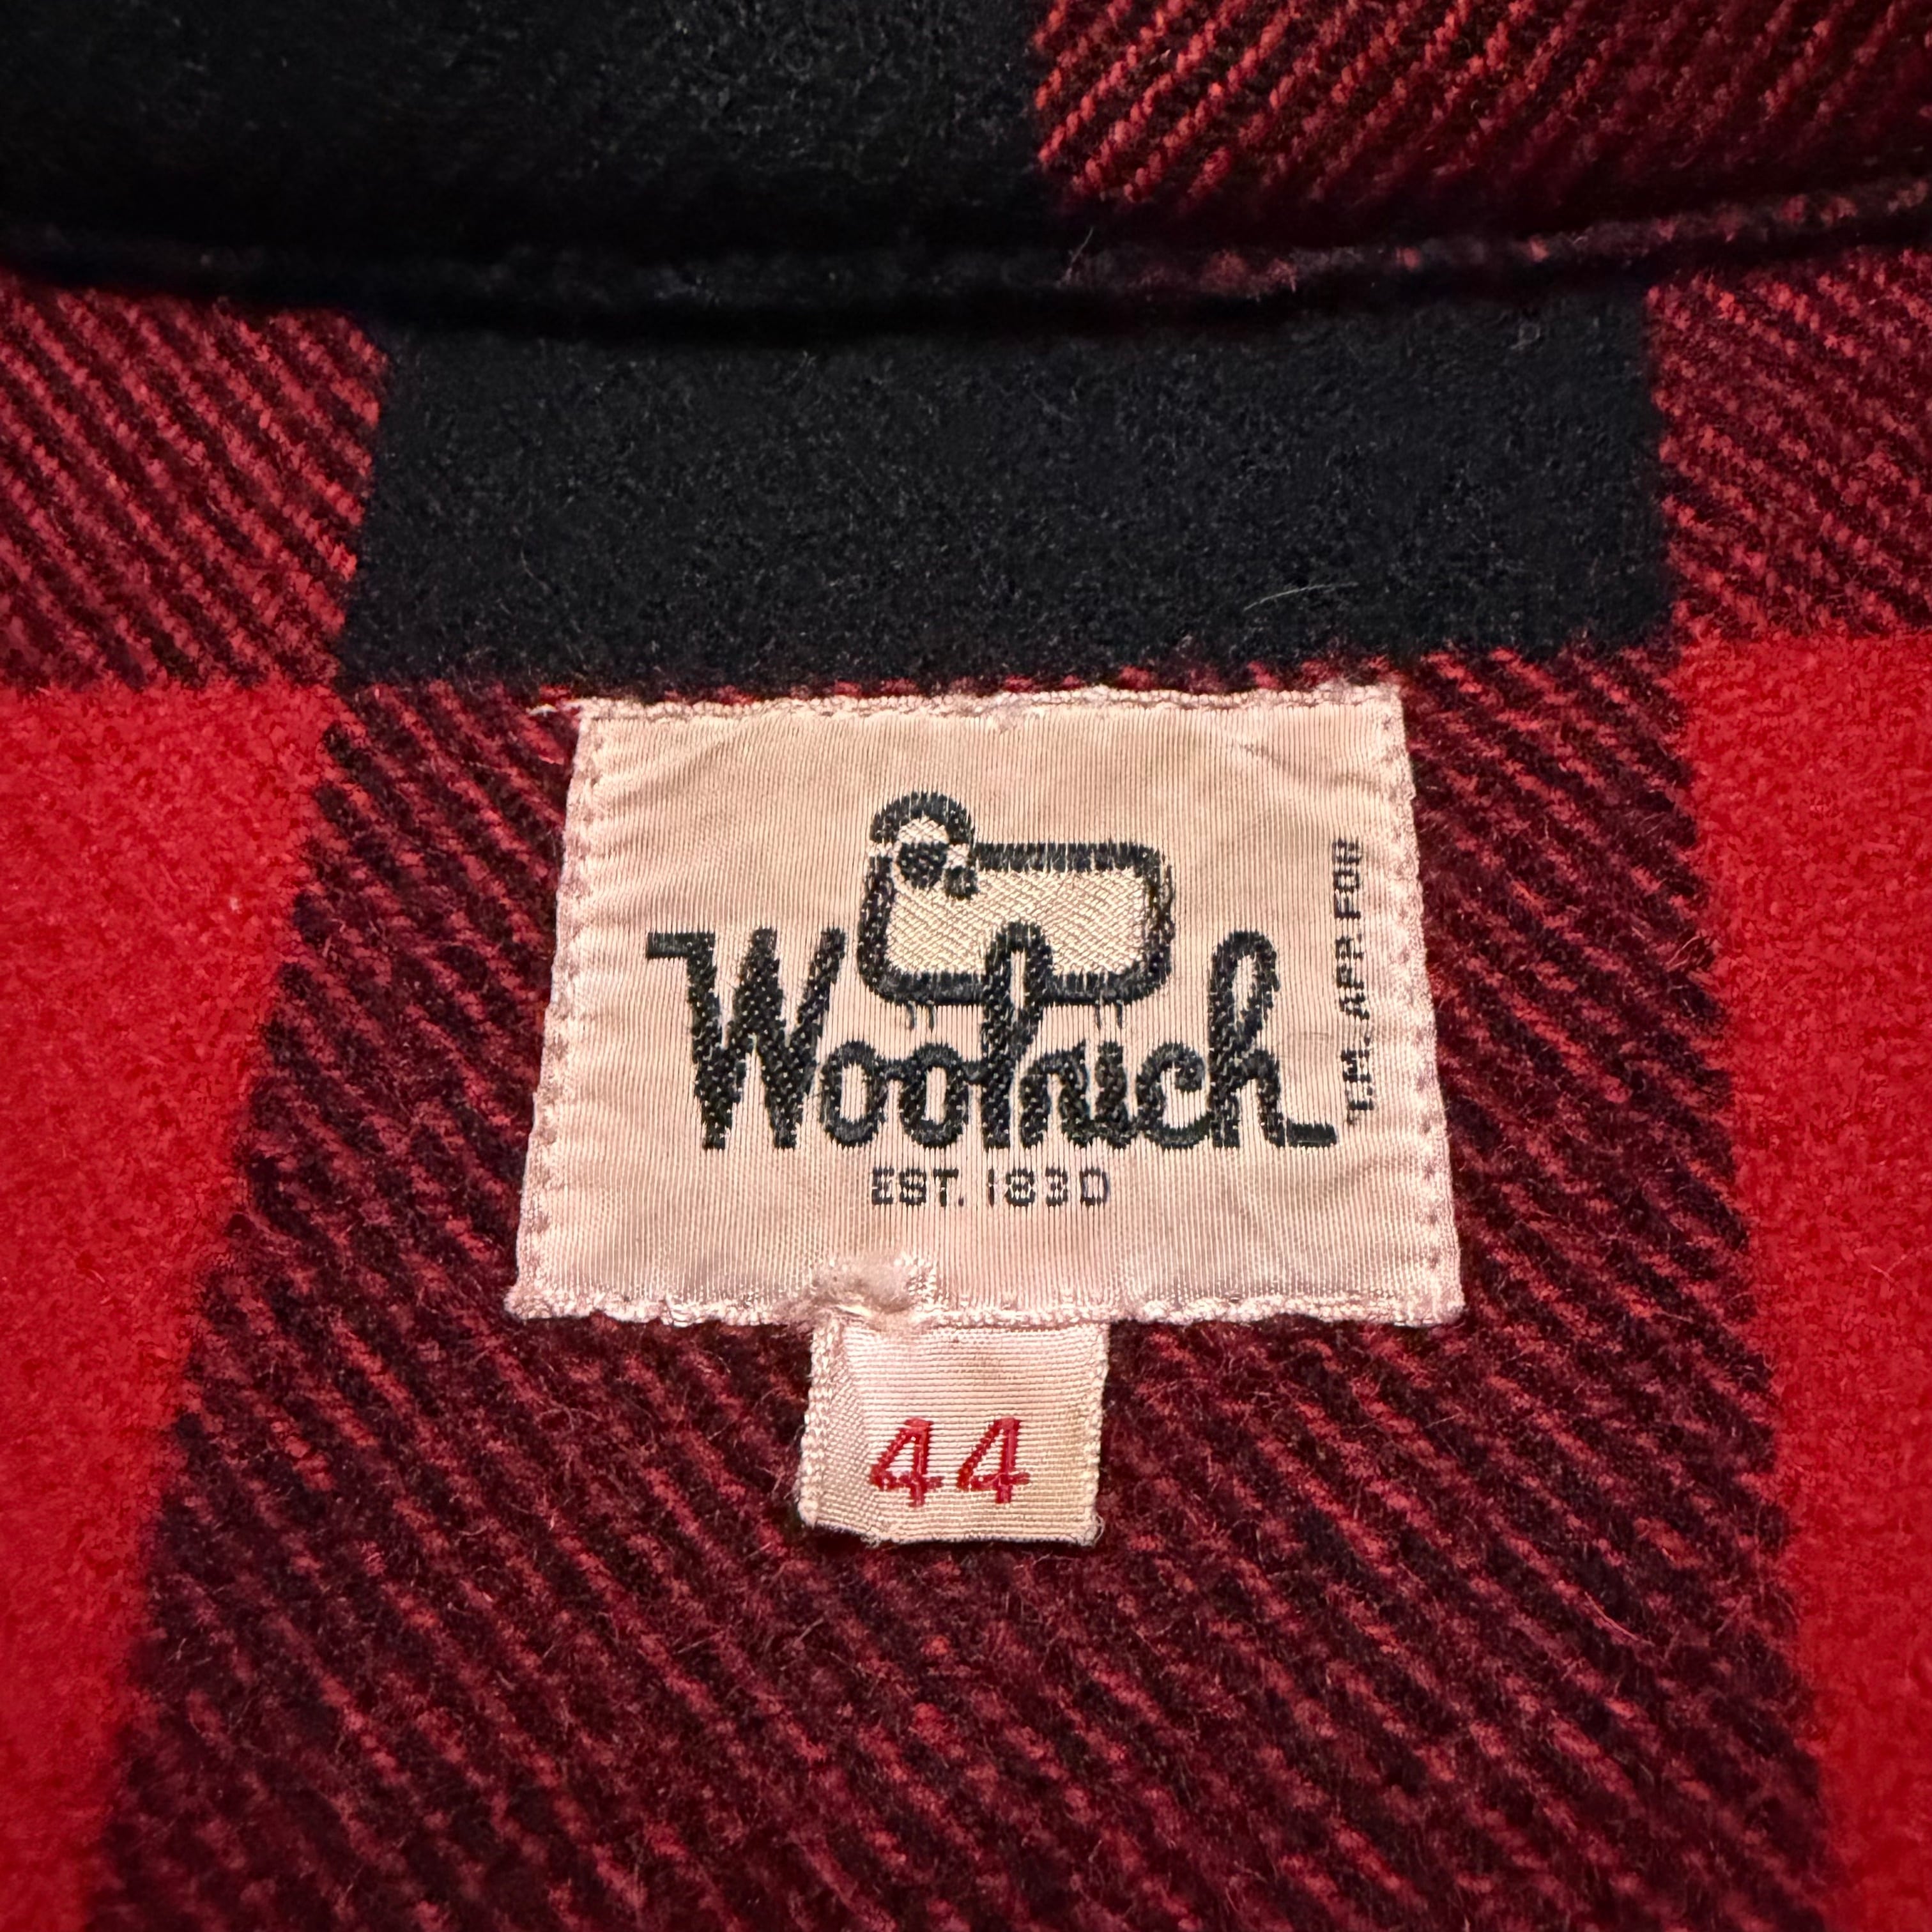 Woolrich
T.M. APP. FOR
EST. 1830
44